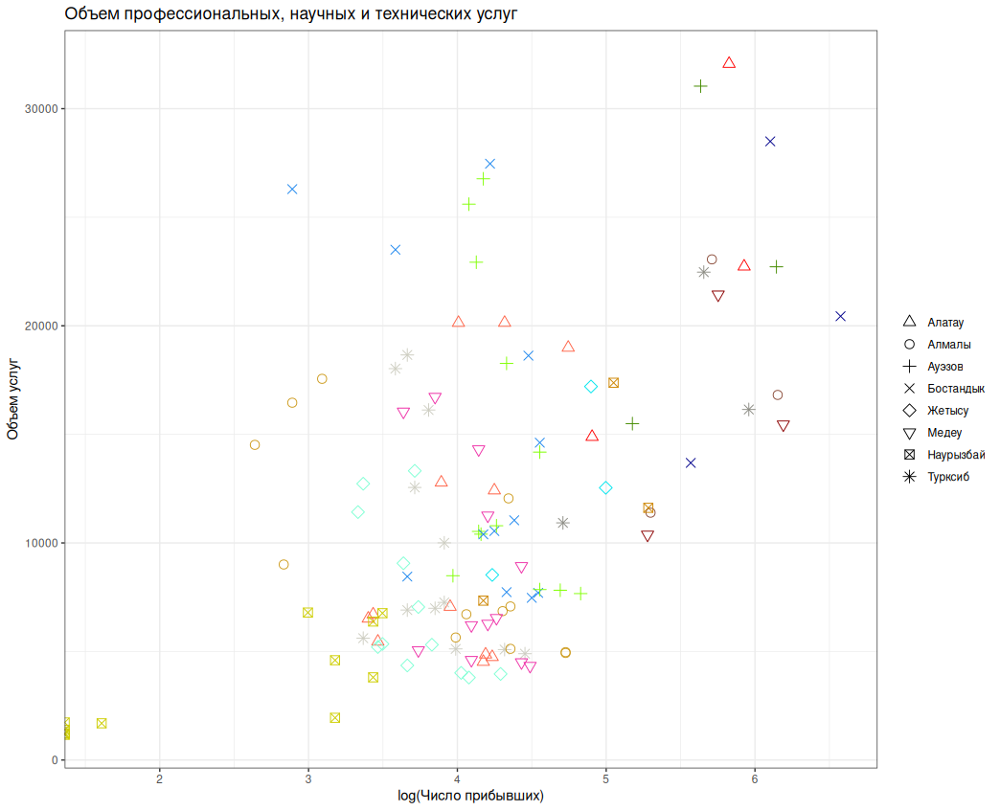 Объем профессиональных, научных и технических услуг
Объем услуг
30000
20000
10000
0
2
3
4
5
6
log(Число прибывших)
Алатау
Алмалы
Ауэзов
Бостандык
Жетысу
Медеу
Наурызбай
Турксиб